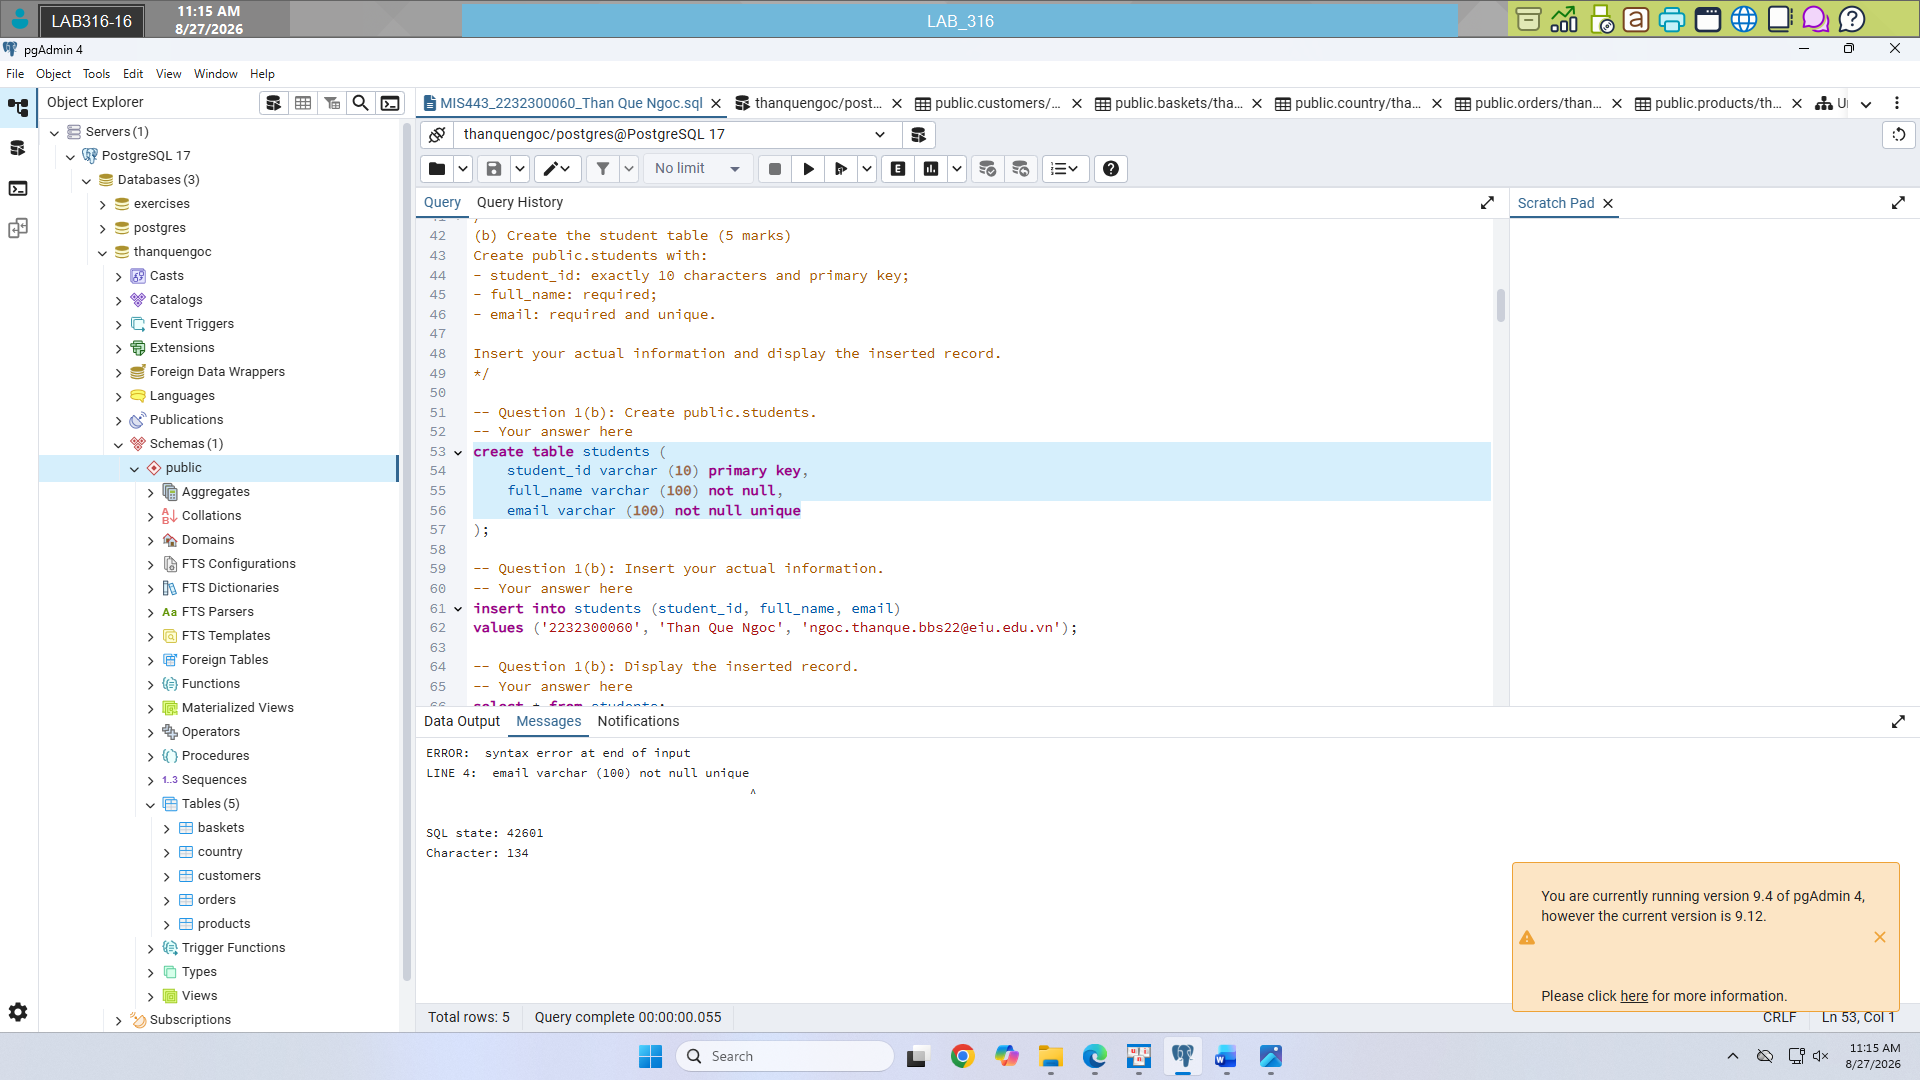 LAB316-16
11:15 AM
8/27/2026
LAB_316
pgAdmin 4
File Object Tools Edit View Window Help
Object Explorer
MIS443_2232300060_Than Que Ngoc.sql
thanquengoc/post...
public.customers/...
public.baskets/tha...
public.country/tha...
public.orders/than...
public.products/th...
thanquengoc/postgres@PostgreSQL 17
No limit
Query Query History
Scratch Pad
Servers (1)
PostgreSQL 17
Databases (3)
exercises
postgres
thanquengoc
Casts
Catalogs
Event Triggers
Extensions
Foreign Data Wrappers
Languages
Publications
Schemas (1)
public
Aggregates
Collations
Domains
FTS Configurations
FTS Dictionaries
FTS Parsers
FTS Templates
Foreign Tables
Functions
Materialized Views
Operators
Procedures
1..3 Sequences
Tables (5)
baskets
country
customers
orders
products
Trigger Functions
Types
Views
Subscriptions
42 (b) Create the student table (5 marks)
43 Create public.students with:
44 - student_id: exactly 10 characters and primary key;
45 - full_name: required;
46 - email: required and unique.
47
48 Insert your actual information and display the inserted record.
49 */
50
51 -- Question 1(b): Create public.students.
52 -- Your answer here
53 create table students (
54 student_id varchar (10) primary key,
55 full_name varchar (100) not null,
56 email varchar (100) not null unique
57 );
58
59 -- Question 1(b): Insert your actual information.
60 -- Your answer here
61 insert into students (student_id, full_name, email)
62 values ('2232300060', 'Than Que Ngoc', 'ngoc.thanque.bbs22@eiu.edu.vn');
63
64 -- Question 1(b): Display the inserted record.
65 -- Your answer here
66 select * from students;
Data Output Messages Notifications
ERROR: syntax error at end of input
LINE 4: email varchar (100) not null unique
^
SQL state: 42601
Character: 134
You are currently running version 9.4 of pgAdmin 4,
however the current version is 9.12.
Please click here for more information.
Total rows: 5 Query complete 00:00:00.055
CRLF Ln 53, Col 1
Search
11:15 AM
8/27/2026